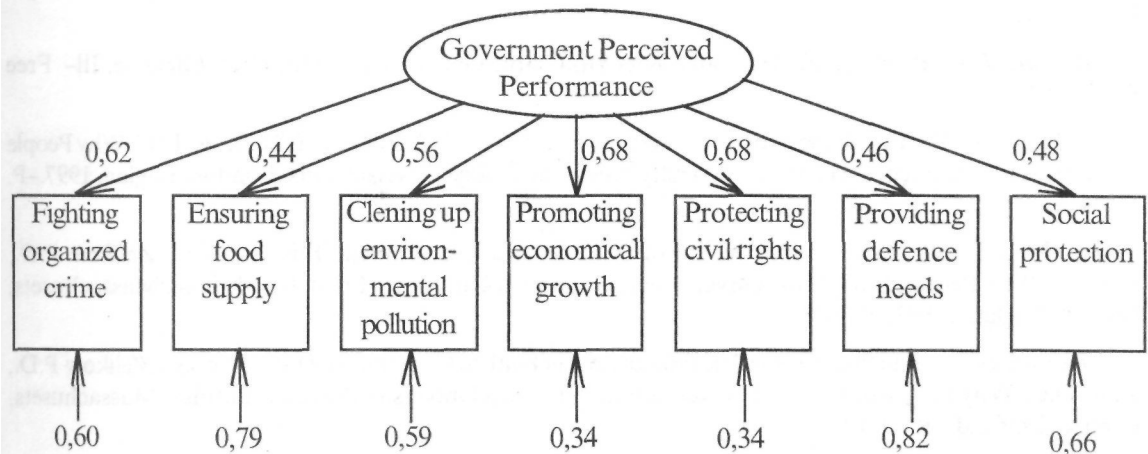 Government Perceived
Performance
0,62 0,44 0,56 0,68 0,68 0,46 0,48
Fighting
organized
crime
Ensuring
food
supply
Clening up
environ-
mental
pollution
Promoting
economical
growth
Protecting
civil rights
Providing
defence
needs
Social
protection
0,60 0,79 0,59 0,34 0,34 0,82 0,66